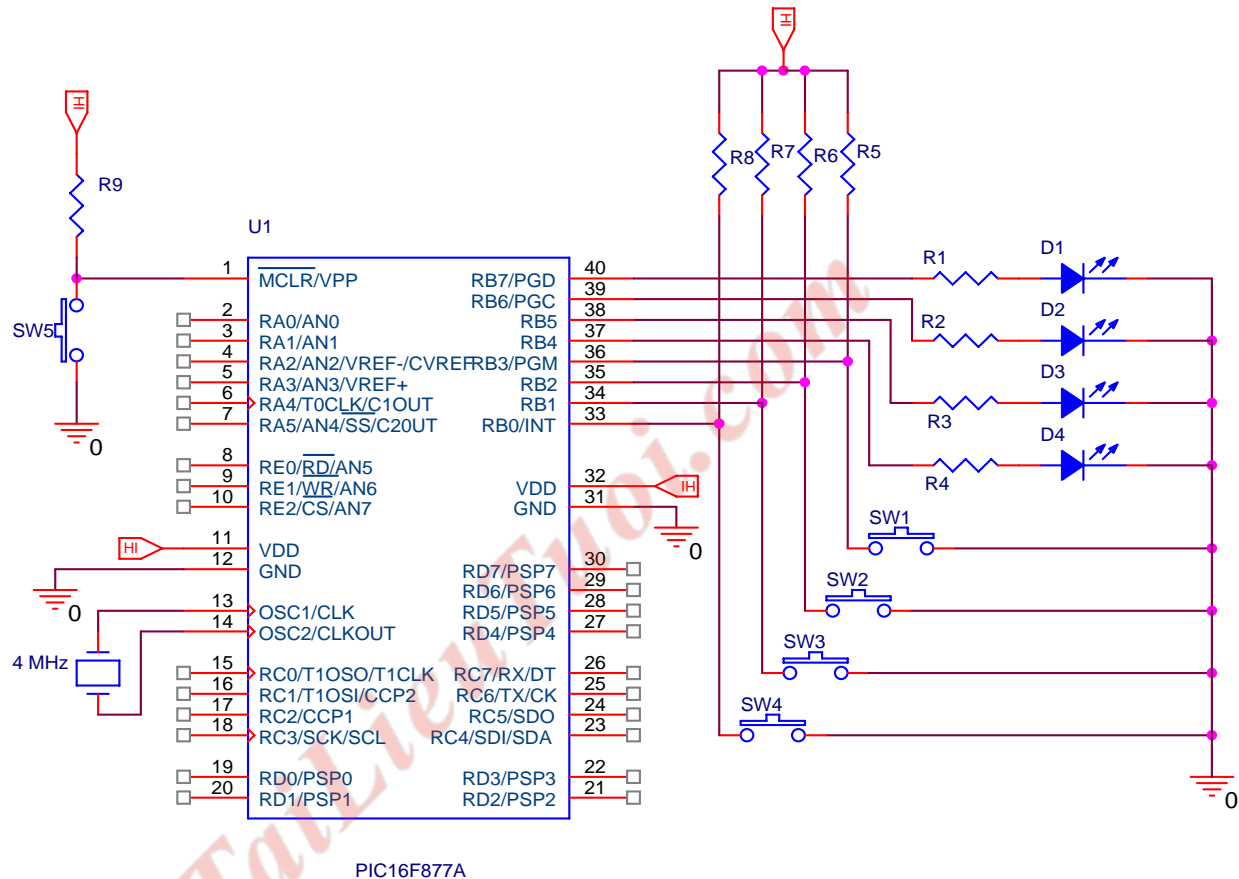 HI
HI
R9
R8
R7
R6
R5
U1
SW5
0
1
MCLR/VPP
2
RA0/AN0
3
RA1/AN1
4
RA2/AN2/VREF-/CVREF
5
RA3/AN3/VREF+
6
RA4/T0CLK/C1OUT
7
RA5/AN4/SS/C20UT
8
RE0/RD/AN5
9
RE1/WR/AN6
10
RE2/CS/AN7
HI
11
VDD
12
GND
0
13
OSC1/CLK
14
OSC2/CLKOUT
4 MHz
15
RC0/T1OSO/T1CLK
16
RC1/T1OSI/CCP2
17
RC2/CCP1
18
RC3/SCK/SCL
19
RD0/PSP0
20
RD1/PSP1
RB7/PGD
40
RB6/PGC
39
RB5
38
RB4
37
RB3/PGM
36
RB2
35
RB1
34
RB0/INT
33
VDD
32
HI
GND
31
0
RD7/PSP7
30
RD6/PSP6
29
RD5/PSP5
28
RD4/PSP4
27
RC7/RX/DT
26
RC6/TX/CK
25
RC5/SDO
24
RC4/SDI/SDA
23
RD3/PSP3
22
RD2/PSP2
21
R1
D1
R2
D2
R3
D3
R4
D4
SW1
SW2
SW3
SW4
0
PIC16F877A
TaiLieuTuoi.com